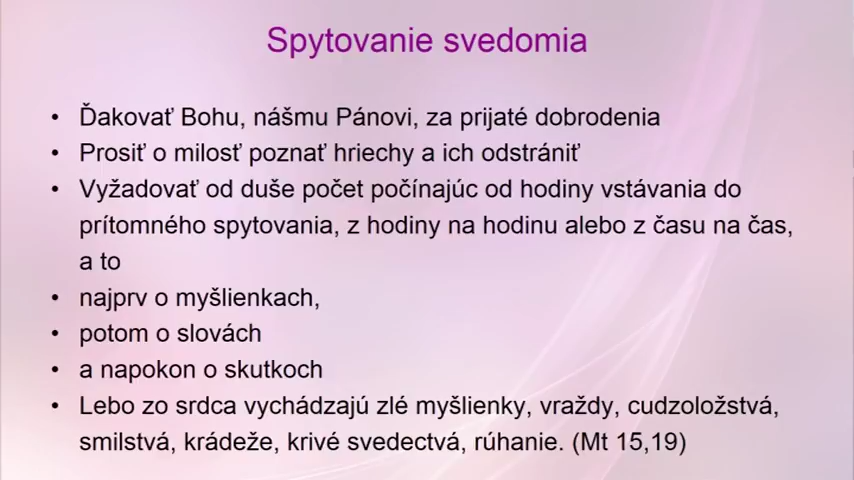 Spytovanie svedomia
• Ďakovať Bohu, nášmu Pánovi, za prijaté dobrodenia
• Prosiť o milosť poznať hriechy a ich odstrániť
• Vyžadovať od duše počet počínajúc od hodiny vstávania do
prítomného spytovania, z hodiny na hodinu alebo z času na čas,
a to
• najprv o myšlienkach,
• potom o slovách
• a napokon o skutkoch
• Lebo zo srdca vychádzajú zlé myšlienky, vraždy, cudzoložstvá,
smilstvá, krádeže, krivé svedectvá, rúhanie. (Mt 15,19)